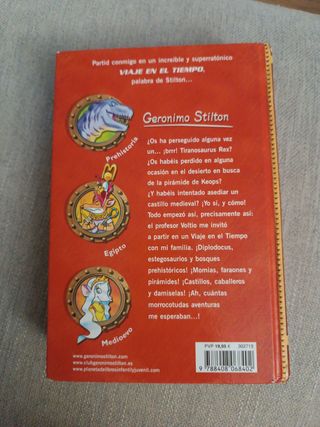 Partid conmigo en un increíble y superratónico
VIAJE EN EL TIEMPO,
palabra de Stilton...
Prehistoria
Egipto
Medioevo
Geronimo Stilton
¿Os ha perseguido alguna vez
un... ¡brrr! Tiranosaurus Rex?
¿Os habéis perdido en alguna
ocasión en el desierto en busca
de la pirámide de Keops?
¿Y habéis intentado asediar un
castillo medieval? ¡Yo sí, y cómo!
Todo empezó así, precisamente así:
el profesor Voltio me invitó
a partir en un Viaje en el Tiempo
con mi familia. ¡Diplodocus,
estegosaurios y bosques
prehistóricos! ¡Momias, faraones y
pirámides! ¡Castillos, caballeros
y damiselas! ¡Ah, cuántas
morrocotudas aventuras
me esperaban...!
www.geronimostilton.com
www.clubgeronimostilton.es
www.planetadelibrosinfantilyjuvenil.com
PVP 19,95 € 302713
9 788408 068402